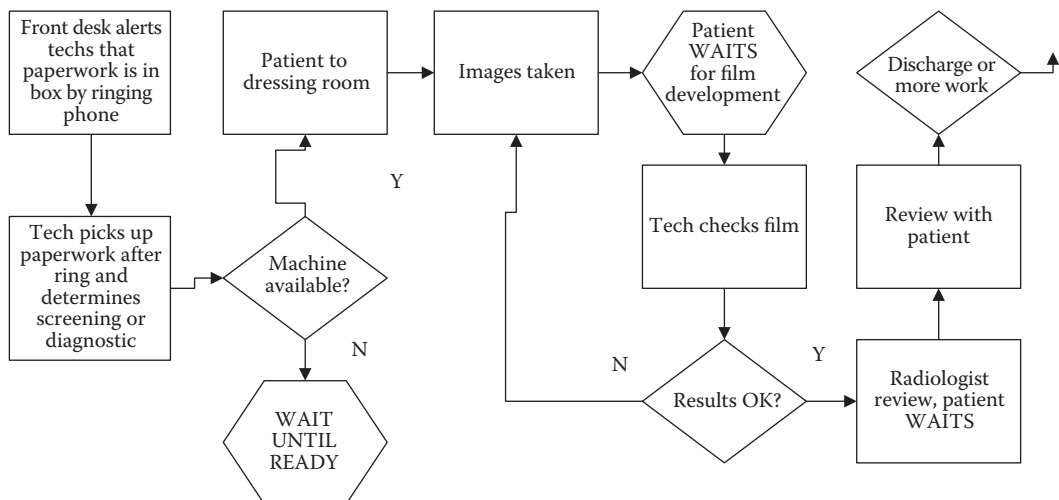 Front desk alerts
techs that
paperwork is in
box by ringing
phone
Tech picks up
paperwork after
ring and
determines
screening or
diagnostic
Machine
available?
Y
N
Patient to
dressing room
WAIT
UNTIL
READY
Images taken
Patient
WAITS
for film
development
Tech checks film
Results OK?
N
Y
Radiologist
review, patient
WAITS
Review with
patient
Discharge or
more work